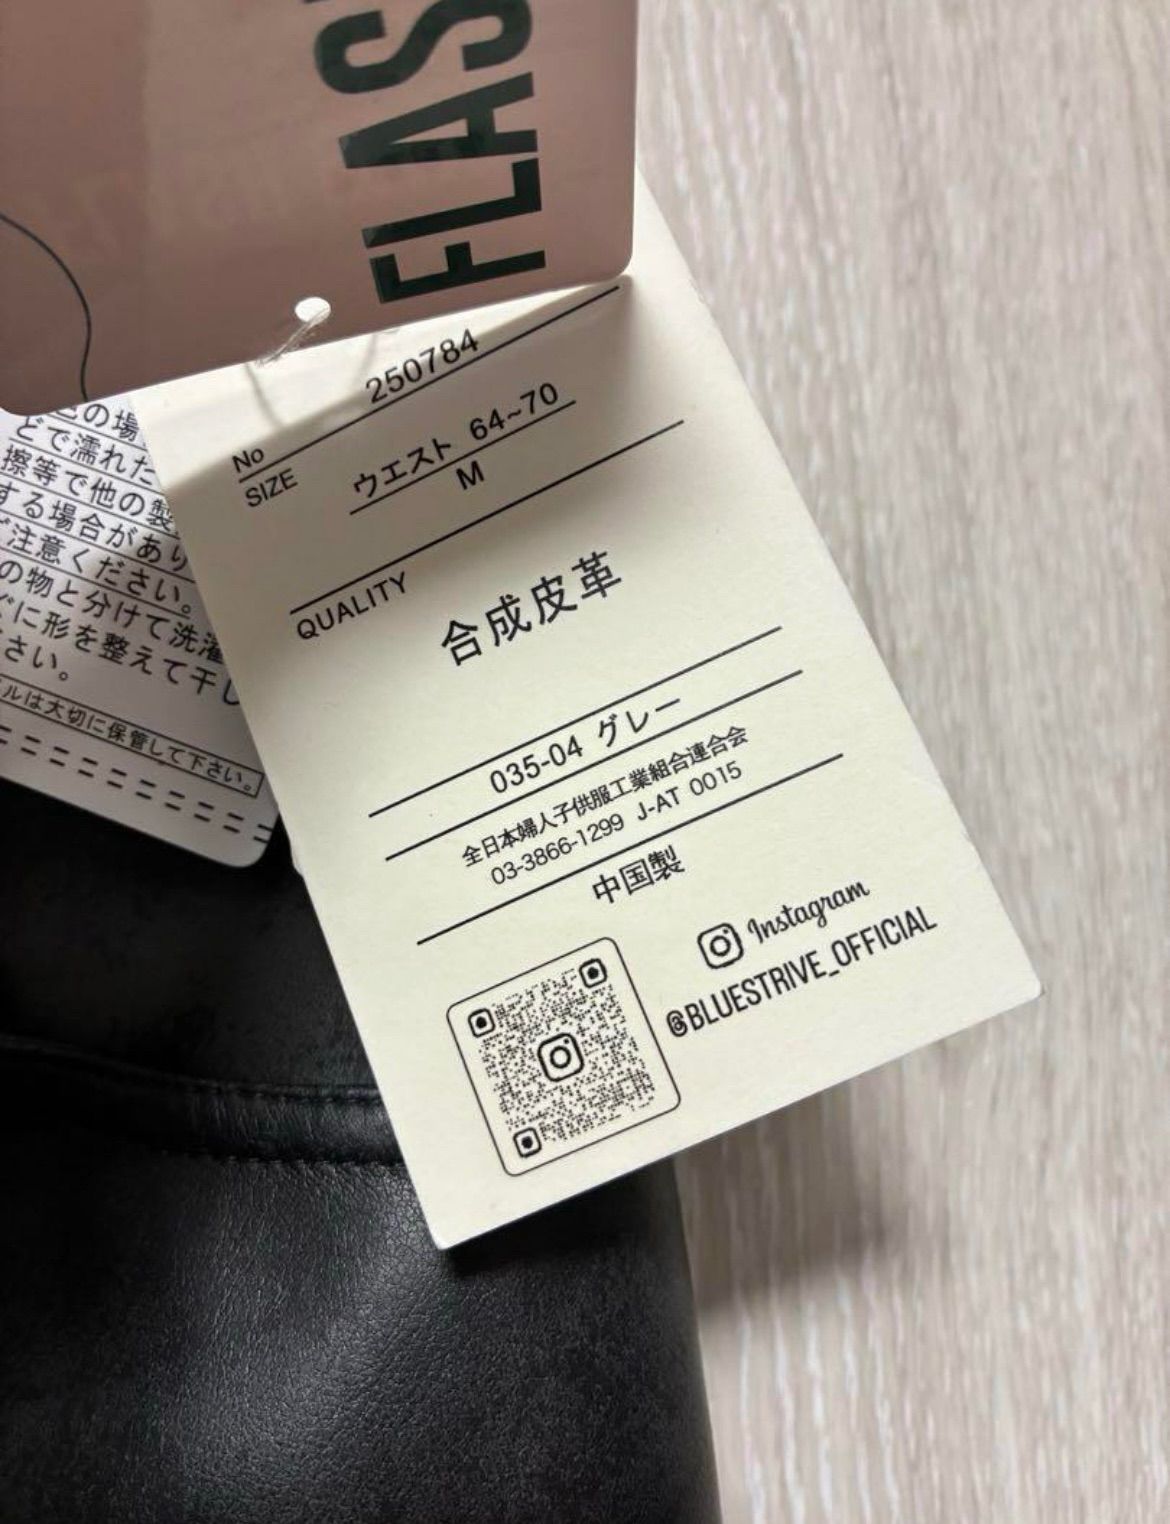 FLAS
No 250784
SIZE ウエスト 64~70
M
QUALITY
合成皮革
035-04 グレー
全日本婦人子供服工業組合連合会
03-3866-1299 J-AT 0015
中国製
Instagram
@BLUESTRIVE_OFFICIAL
の場
どで濡れた
擦等で他の製
する場合があり
ご注意ください。
の物と分けて洗濯
ぐに形を整えて干し
さい。
ルは大切に保管して下さい。